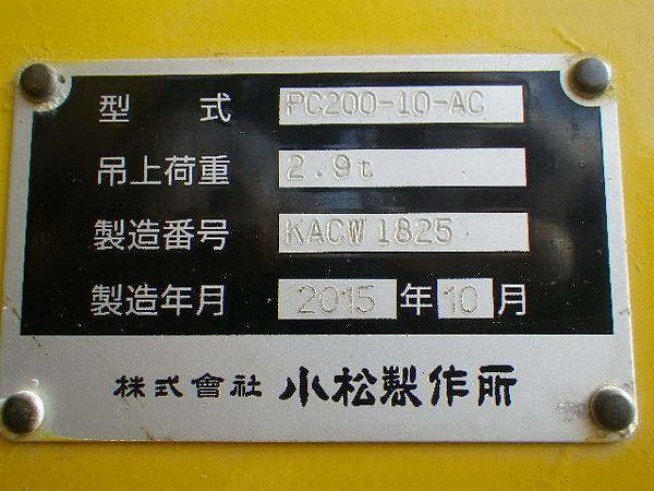 型 式 PC200-10-AC
吊上荷重 2.9t
製造番号 KACW1825
製造年月 2015 年 10 月
株式會社 小松製作所